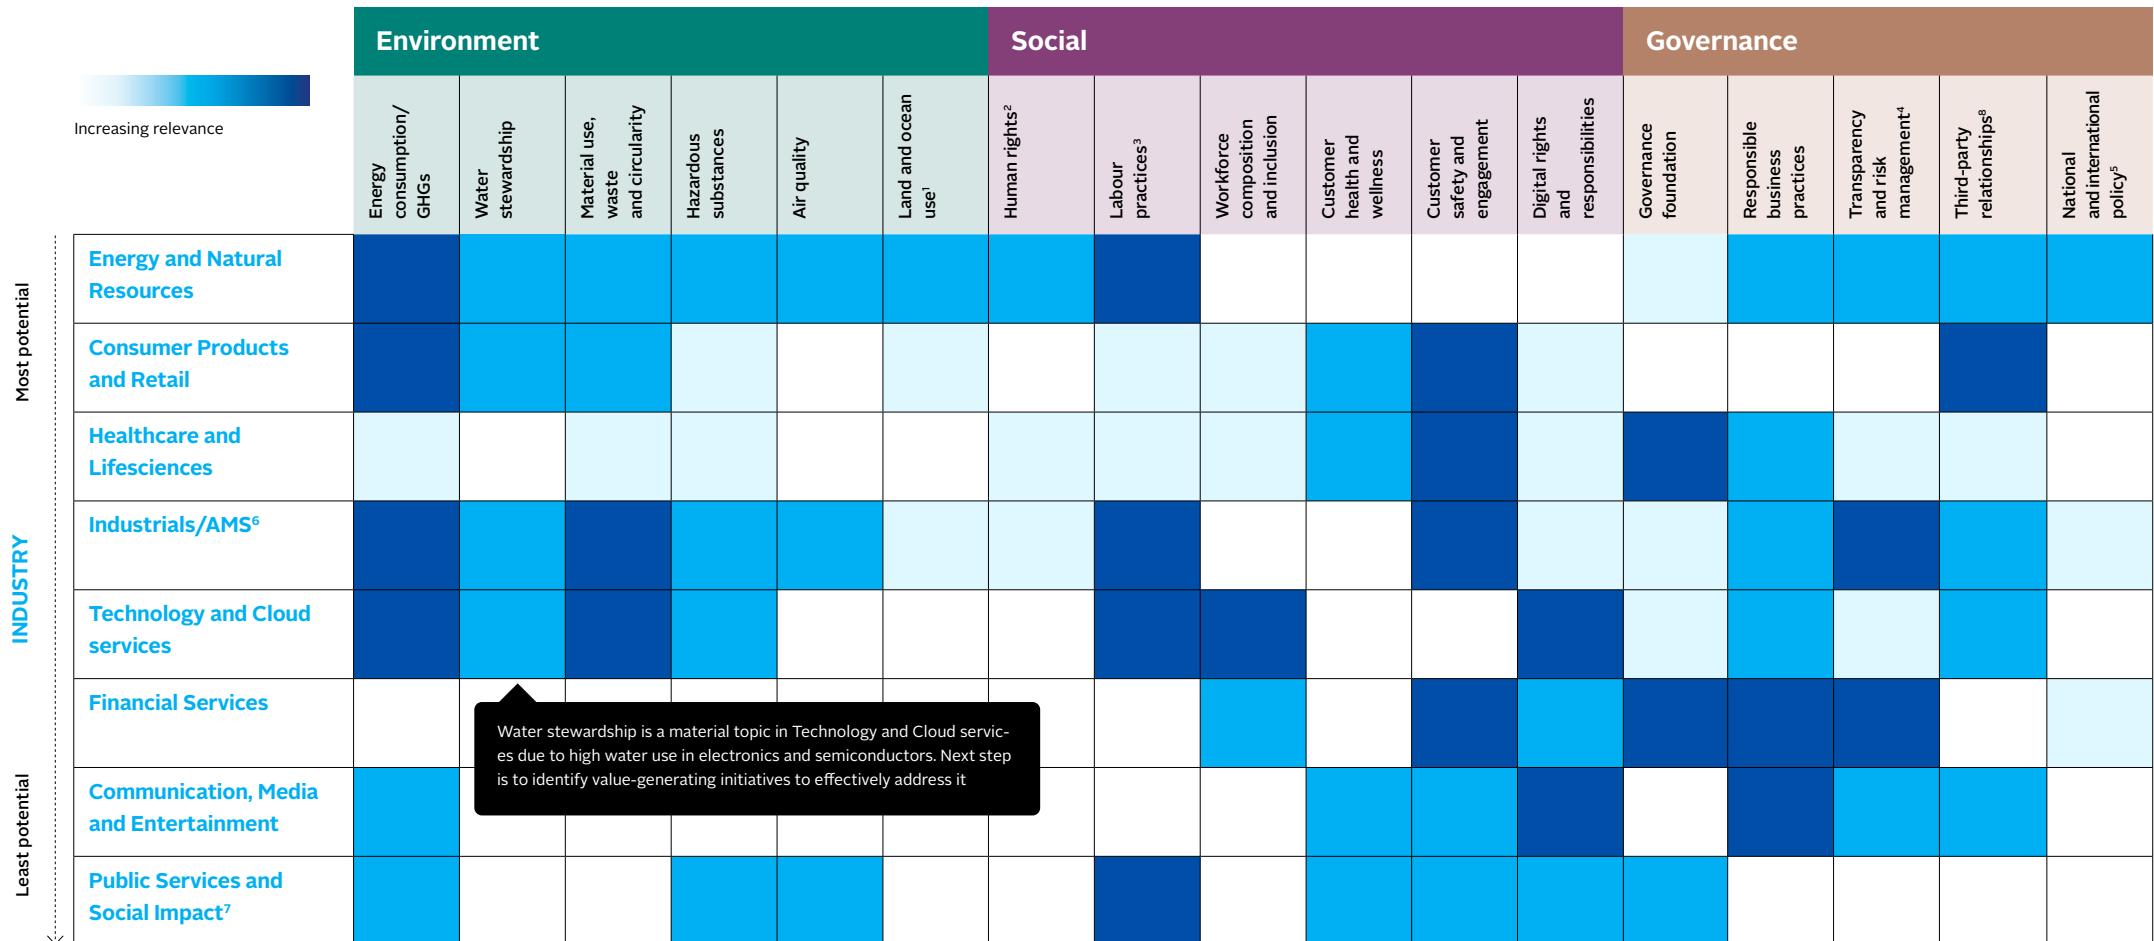 Environment
Social
Governance
Increasing relevance
Energy
consumption/
GHGs
Water
stewardship
Material use,
waste
and circularity
Hazardous
substances
Air quality
Land and ocean
use¹
Human rights²
Labour
practices³
Workforce
composition
and inclusion
Customer
health and
wellness
Customer
safety and
engagement
Digital rights
and
responsibilities
Governance
foundation
Responsible
business
practices
Transparency
and risk
management⁴
Third-party
relationships⁸
National
and international
policy⁵
Most potential
INDUSTRY
Least potential
Energy and Natural
Resources
Consumer Products
and Retail
Healthcare and
Lifesciences
Industrials/AMS⁶
Technology and Cloud
services
Financial Services
Water stewardship is a material topic in Technology and Cloud servic-
es due to high water use in electronics and semiconductors. Next step
is to identify value-generating initiatives to effectively address it
Communication, Media
and Entertainment
Public Services and
Social Impact⁷